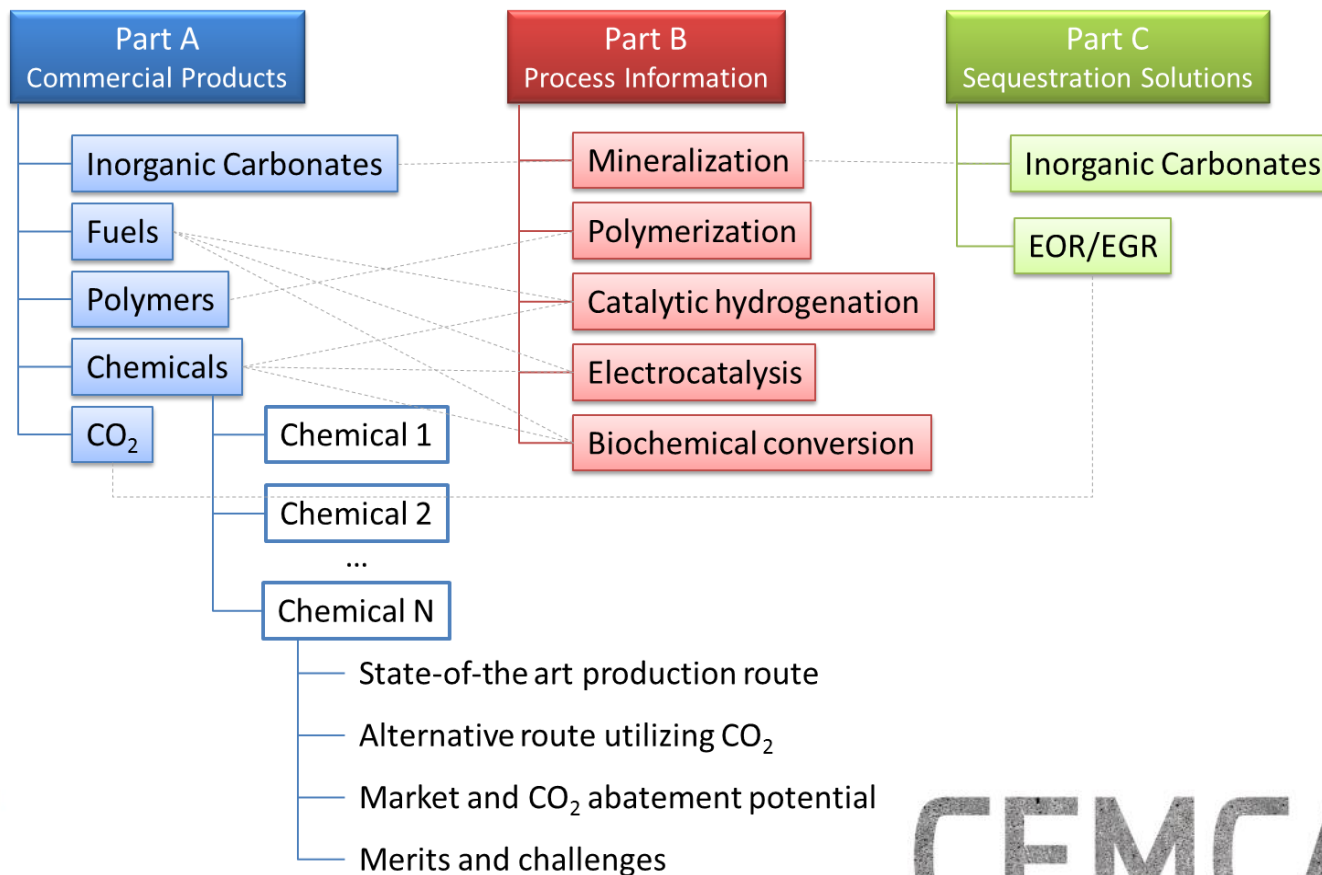 Part A
Commercial Products
Inorganic Carbonates
Fuels
Polymers
Chemicals
CO₂
Chemical 1
Chemical 2
...
Chemical N
State-of-the art production route
Alternative route utilizing CO₂
Market and CO₂ abatement potential
Merits and challenges
Part B
Process Information
Mineralization
Polymerization
Catalytic hydrogenation
Electrocatalysis
Biochemical conversion
Part C
Sequestration Solutions
Inorganic Carbonates
EOR/EGR